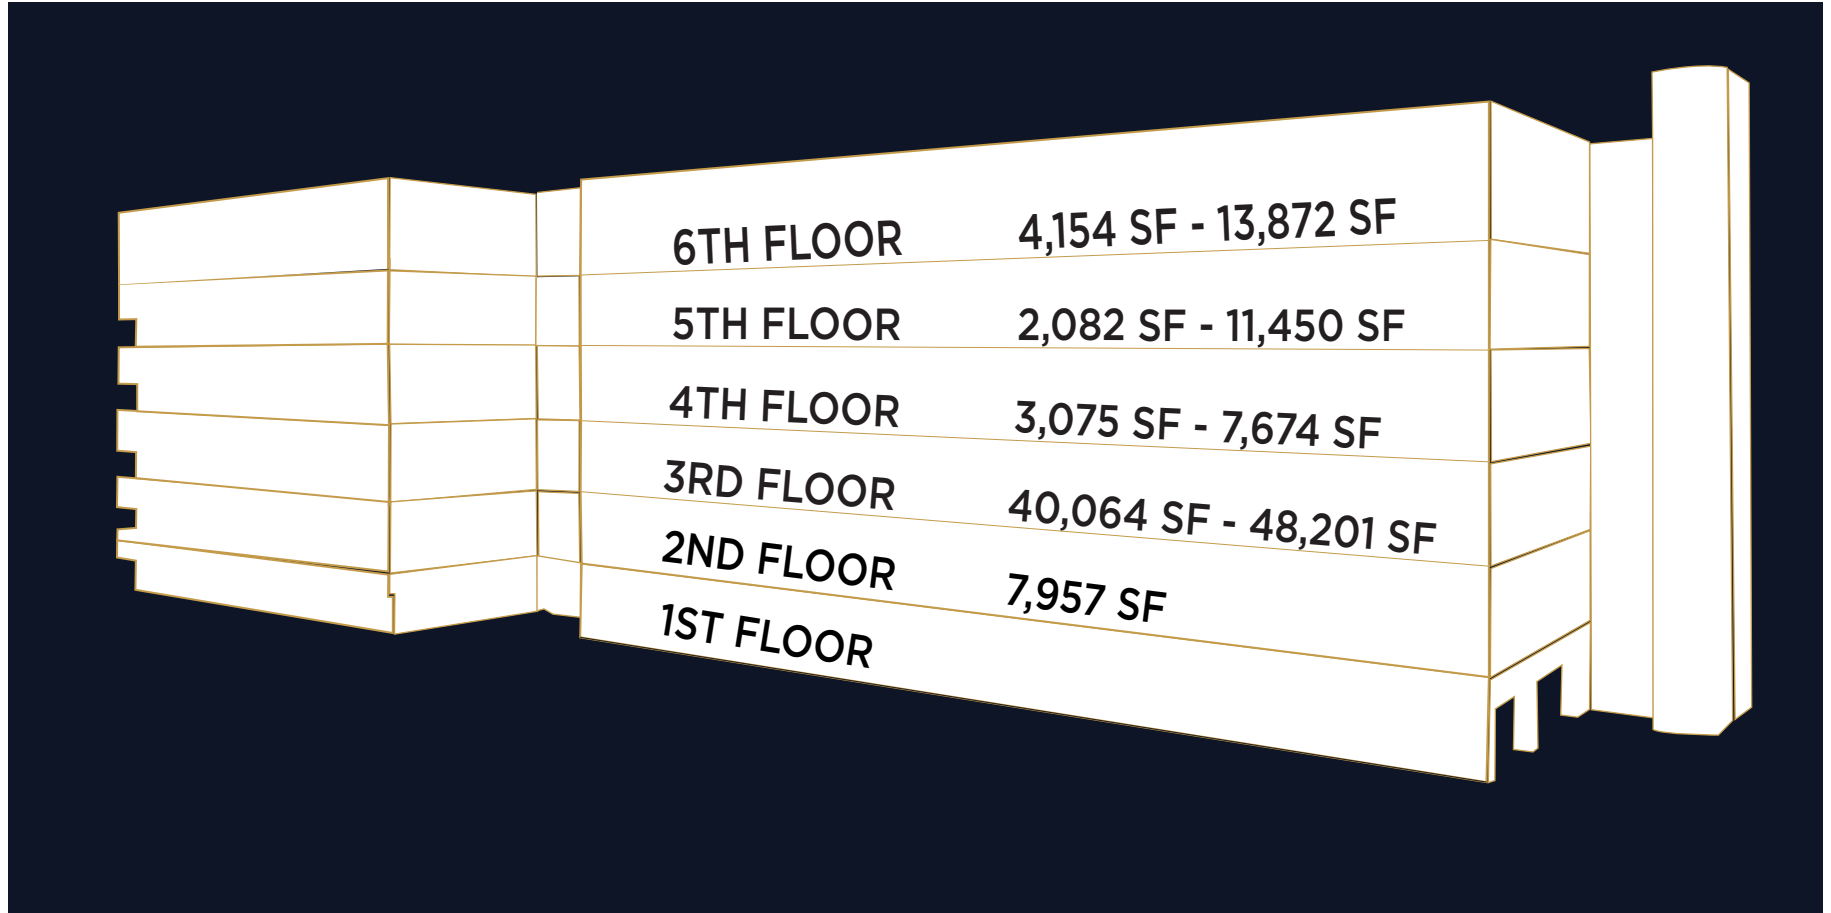 6TH FLOOR 4,154 SF - 13,872 SF
5TH FLOOR 2,082 SF - 11,450 SF
4TH FLOOR 3,075 SF - 7,674 SF
3RD FLOOR 40,064 SF - 48,201 SF
2ND FLOOR 7,957 SF
1ST FLOOR